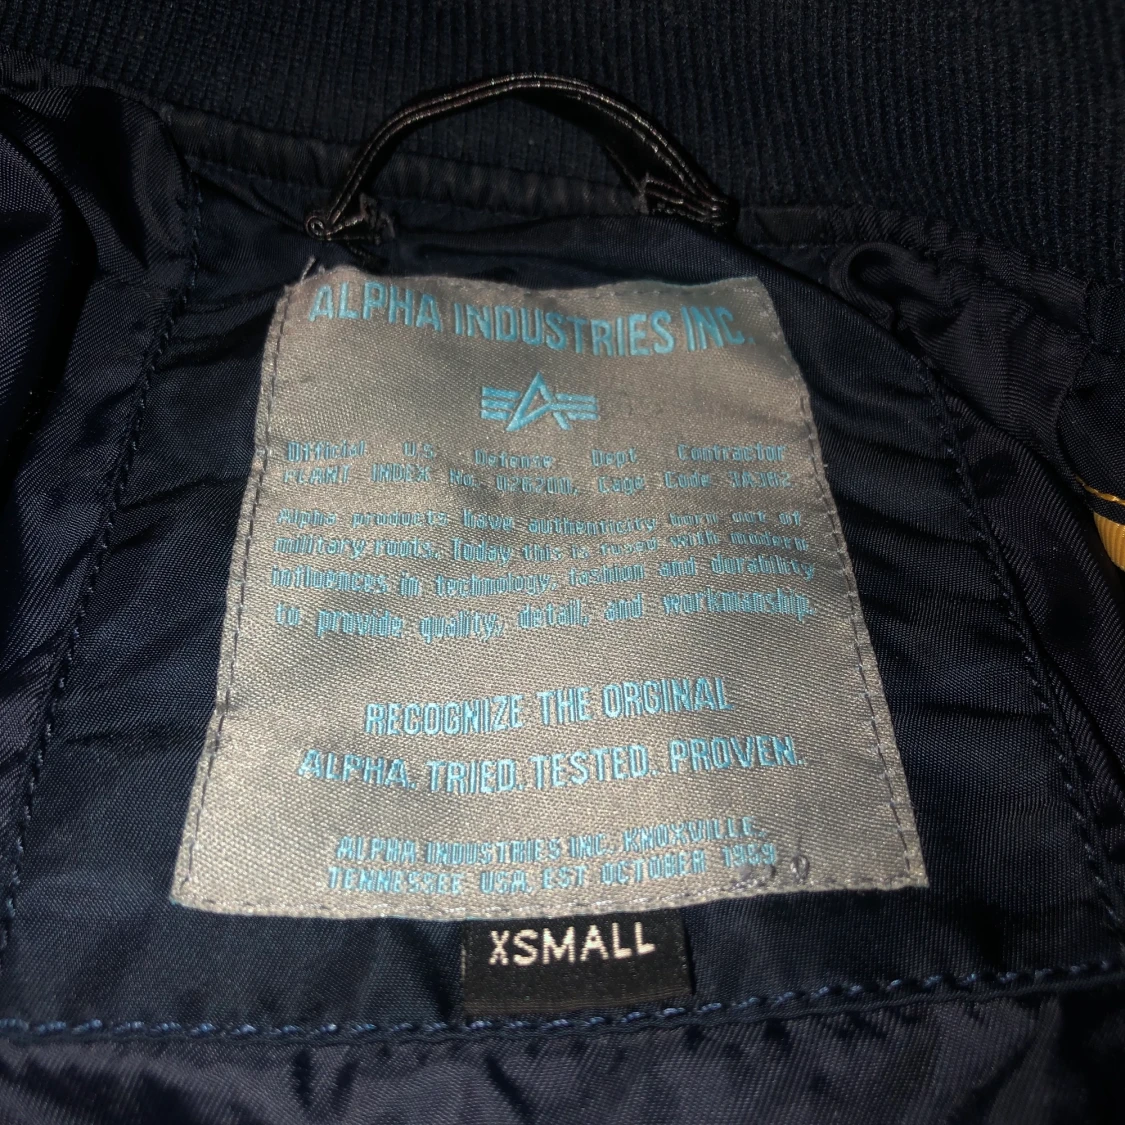 ALPHA INDUSTRIES INC.
Official U.S. Defense Dept Contractor
PLANT INDEX No. Cage Code
Alpha products have authenticity born out of
military roots. Today this is fused with modern
influences in technology, fashion and durability
to provide quality, detail, and workmanship.
RECOGNIZE THE ORGINAL
ALPHA. TRIED. TESTED. PROVEN.
ALPHA INDUSTRIES INC. KNOXVILLE,
TENNESSEE USA. EST OCTOBER 1959
XSMALL